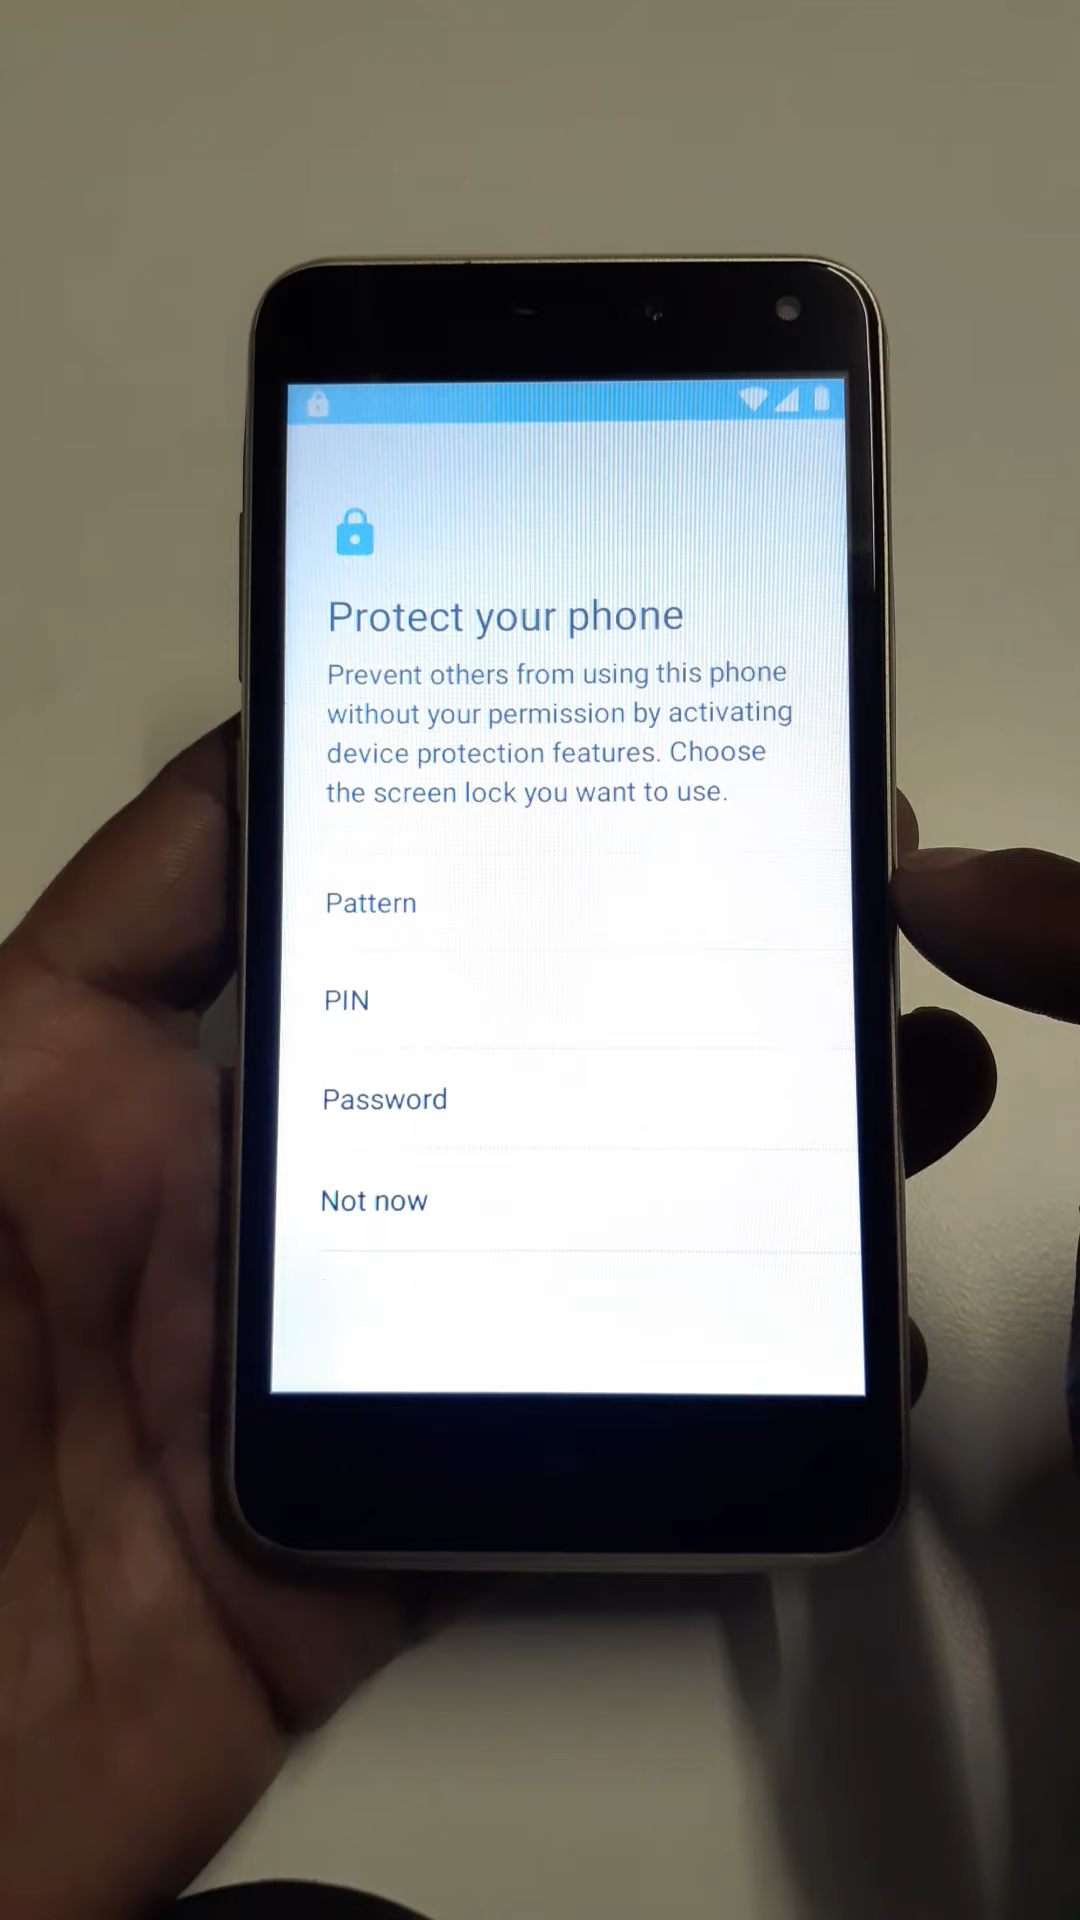 Protect your phone
Prevent others from using this phone
without your permission by activating
device protection features. Choose
the screen lock you want to use.
Pattern
PIN
Password
Not now